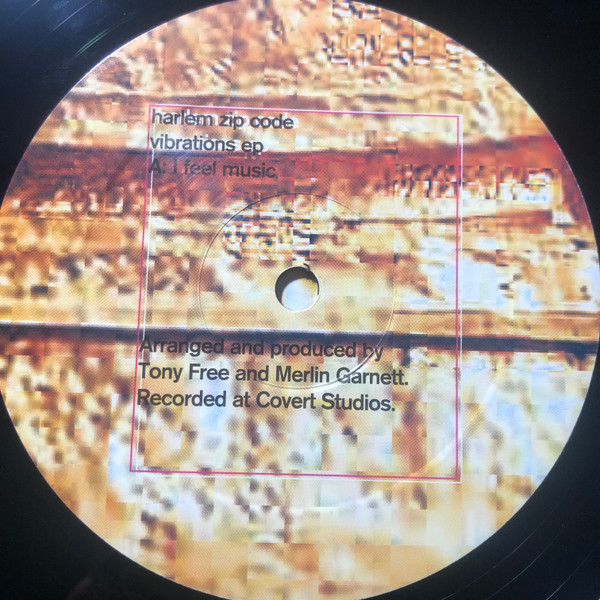 harlem zip code
vibrations ep
A: I feel music
Arranged and produced by
Tony Free and Merlin Garnett.
Recorded at Covert Studios.